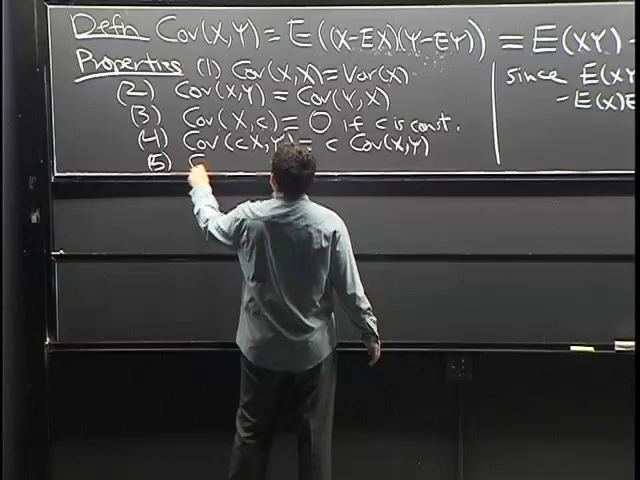 Defn Cov(X,Y) = E((X-EX)(Y-EY)) = E(XY) -
Properties (1) Cov(X,X)=Var(X)
since E(X
- E(X)E
(2) Cov(X,Y) = Cov(Y,X)
(3) Cov(X,c) = 0 if c is const.
(4) Cov(cX,Y) = c Cov(X,Y)
(5)